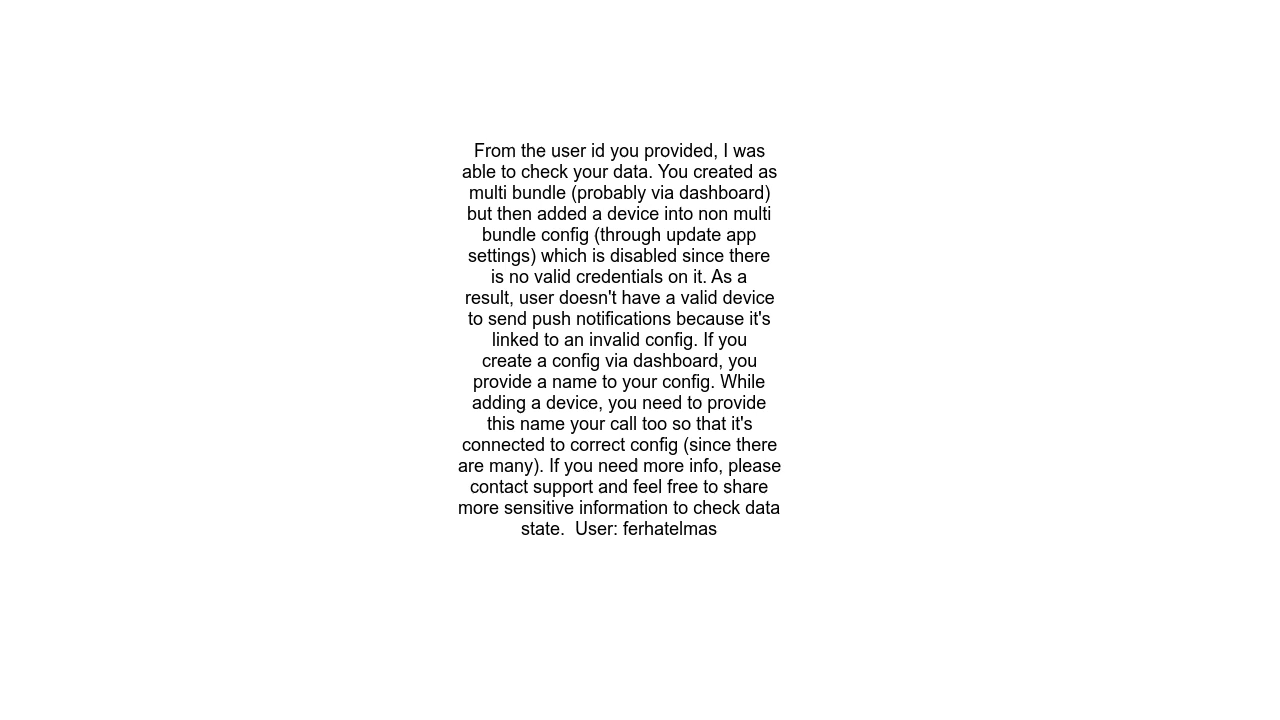 From the user id you provided, I was
able to check your data. You created as
multi bundle (probably via dashboard)
but then added a device into non multi
bundle config (through update app
settings) which is disabled since there
is no valid credentials on it. As a
result, user doesn't have a valid device
to send push notifications because it's
linked to an invalid config. If you
create a config via dashboard, you
provide a name to your config. While
adding a device, you need to provide
this name your call too so that it's
connected to correct config (since there
are many). If you need more info, please
contact support and feel free to share
more sensitive information to check data
state.  User: ferhatelmas